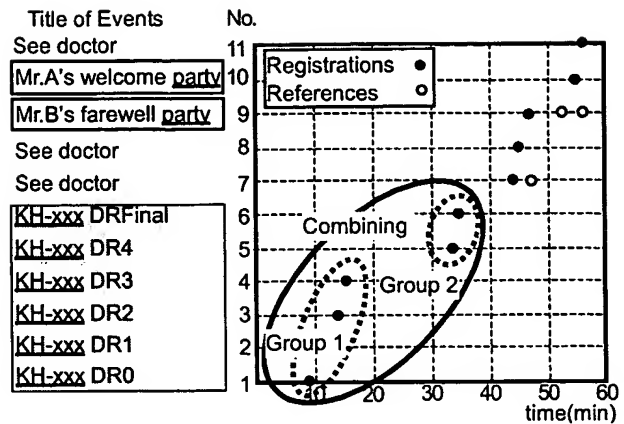 Title of Events
No.
See doctor
11
Mr.A's welcome party
10
Mr.B's farewell party
9
See doctor
8
See doctor
7
KH-xxx DRFinal
6
KH-xxx DR4
5
KH-xxx DR3
4
KH-xxx DR2
3
KH-xxx DR1
2
KH-xxx DR0
1
Registrations
References
Combining
Group 2
Group 1
10 20 30 40 50 60
time(min)